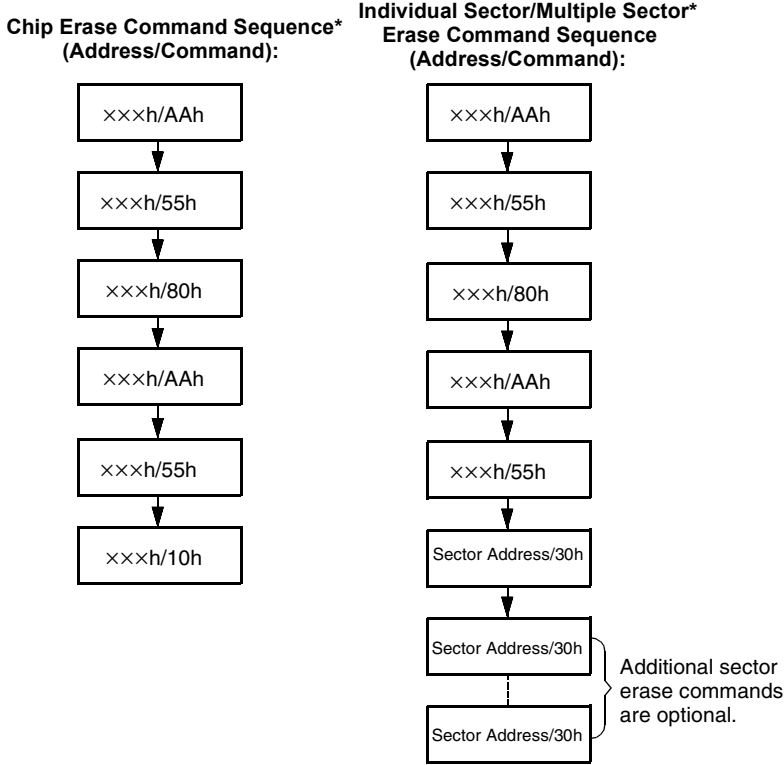 Chip Erase Command Sequence*
(Address/Command):
×××h/AAh
×××h/55h
×××h/80h
×××h/AAh
×××h/55h
×××h/10h
Individual Sector/Multiple Sector*
Erase Command Sequence
(Address/Command):
×××h/AAh
×××h/55h
×××h/80h
×××h/AAh
×××h/55h
Sector Address/30h
Sector Address/30h
Sector Address/30h
Additional sector
erase commands
are optional.